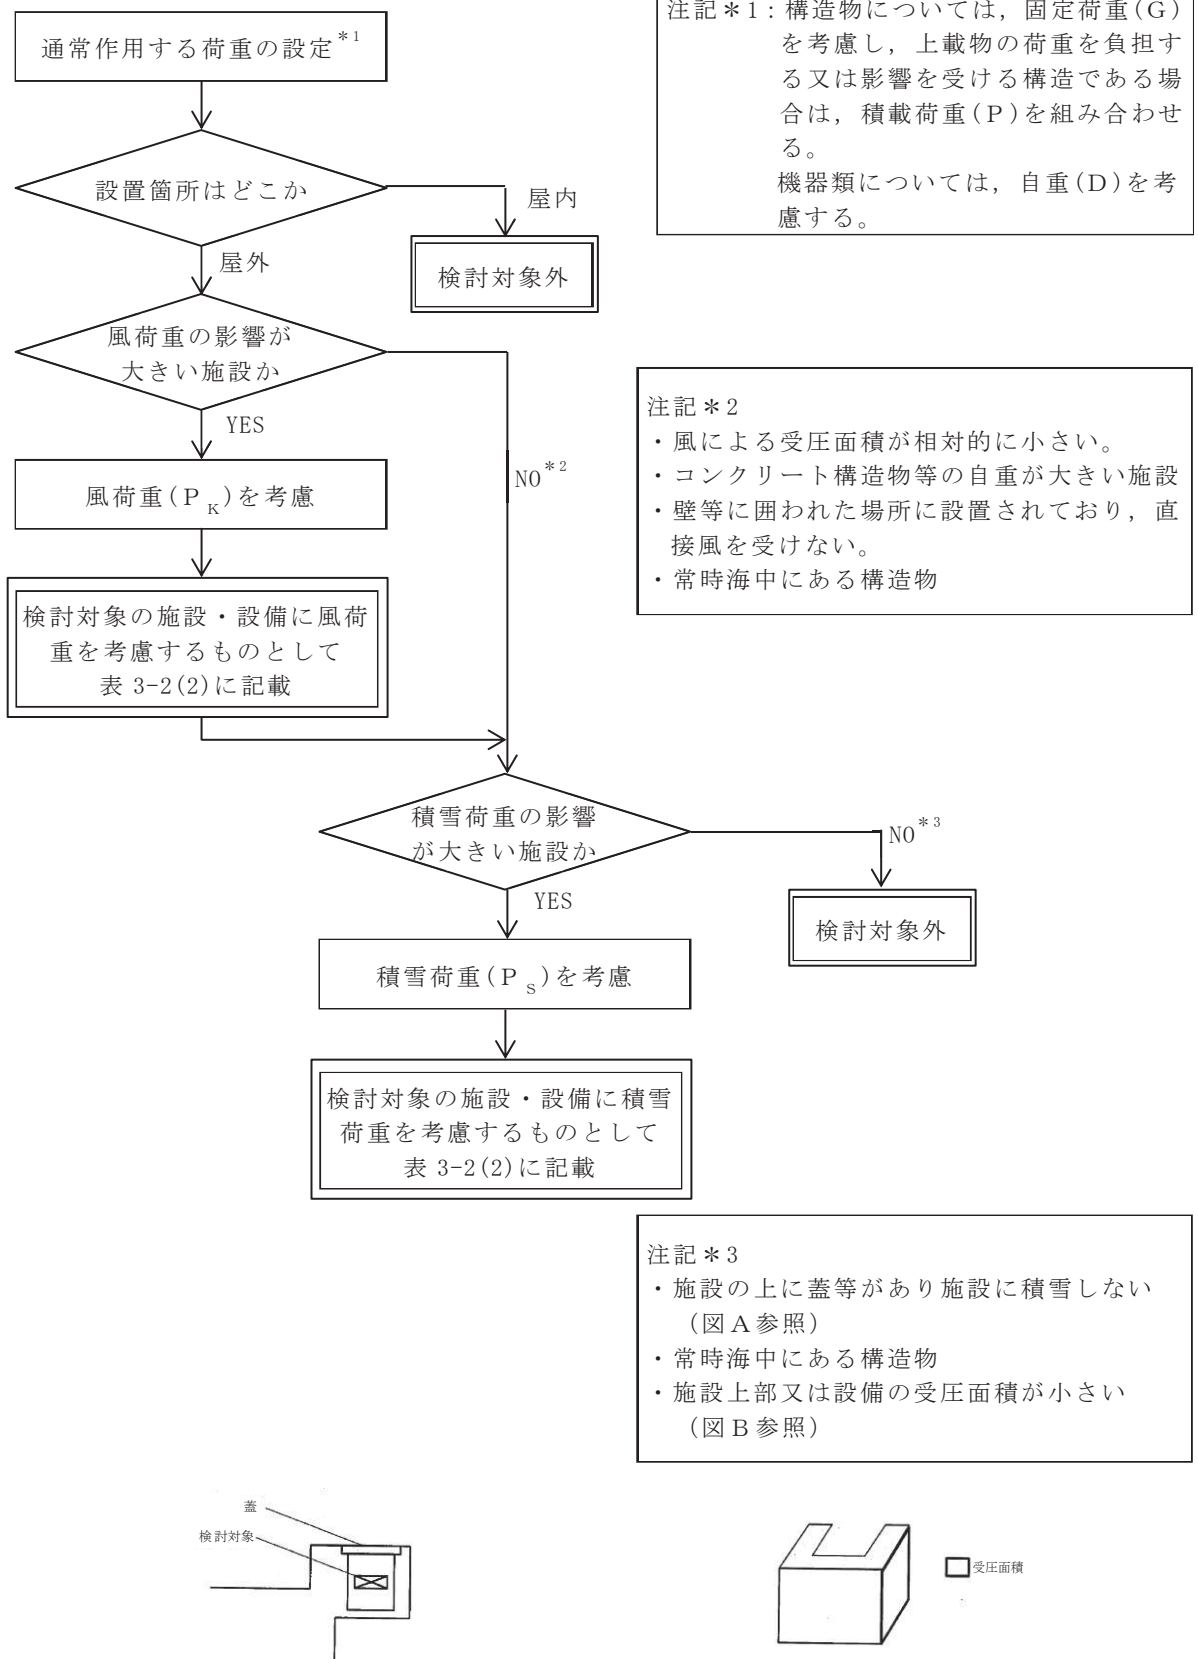 通常作用する荷重の設定*1
注記＊1：構造物については，固定荷重(G)
を考慮し，上載物の荷重を負担す
る又は影響を受ける構造である場
合は，積載荷重(P)を組み合わせ
る。
機器類については，自重(D)を考
慮する。
設置箇所はどこか
屋内
検討対象外
屋外
風荷重の影響が
大きい施設か
YES
NO*2
風荷重(PK)を考慮
検討対象の施設・設備に風荷
重を考慮するものとして
表 3-2(2)に記載
注記＊2
・風による受圧面積が相対的に小さい。
・コンクリート構造物等の自重が大きい施設
・壁等に囲われた場所に設置されており，直
接風を受けない。
・常時海中にある構造物
積雪荷重の影響
が大きい施設か
NO*3
検討対象外
YES
積雪荷重(PS)を考慮
検討対象の施設・設備に積雪
荷重を考慮するものとして
表 3-2(2)に記載
注記＊3
・施設の上に蓋等があり施設に積雪しない
（図A参照）
・常時海中にある構造物
・施設上部又は設備の受圧面積が小さい
（図B参照）
蓋
検討対象
受圧面積